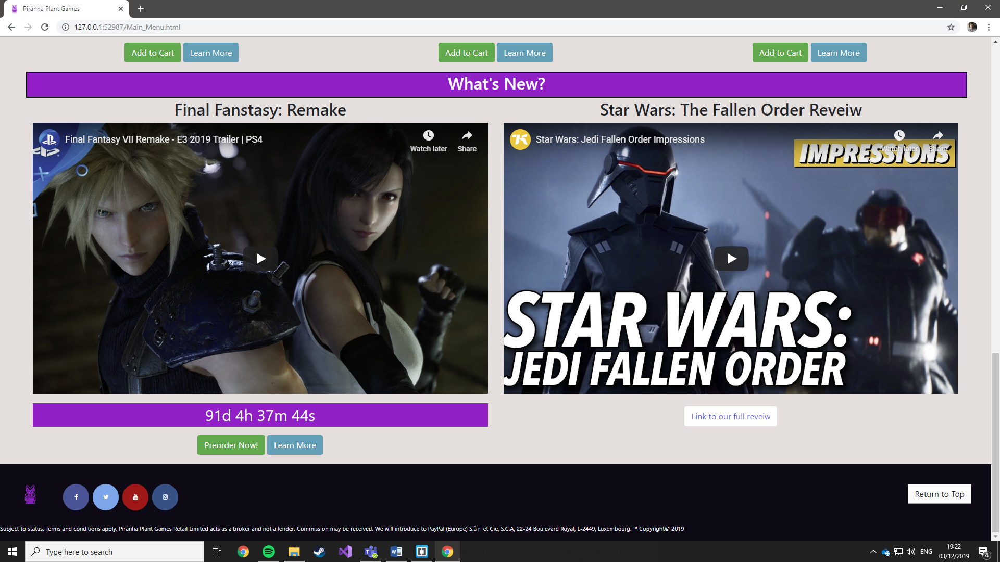 Piranha Plant Games
127.0.0.1:52987/Main_Menu.html
Add to Cart Learn More Add to Cart Learn More Add to Cart Learn More
What's New?
Final Fanstasy: Remake
Final Fantasy VII Remake - E3 2019 Trailer | PS4
Watch later Share
91d 4h 37m 44s
Preorder Now! Learn More
Star Wars: The Fallen Order Reveiw
Star Wars: Jedi Fallen Order Impressions
Watch later Share
IMPRESSIONS
STAR WARS:
JEDI FALLEN ORDER
Link to our full reveiw
Return to Top
Subject to status. Terms and conditions apply. Piranha Plant Games Retail Limited acts as a broker and not a lender. Commission may be received. We will introduce to PayPal (Europe) S.à rl et Cie, S.C.A, 22-24 Boulevard Royal, L-2449, Luxembourg. ™ Copyright© 2019
Type here to search
ENG
19:22
03/12/2019
4